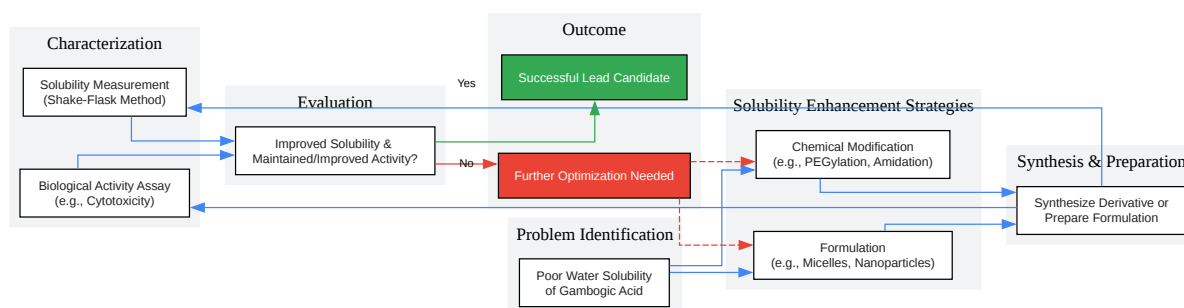 Characterization
Solubility Measurement
(Shake-Flask Method)
Biological Activity Assay
(e.g., Cytotoxicity)
Evaluation
Improved Solubility &
Maintained/Improved Activity?
Yes
No
Outcome
Successful Lead Candidate
Further Optimization Needed
Problem Identification
Poor Water Solubility
of Gambogic Acid
Solubility Enhancement Strategies
Chemical Modification
(e.g., PEGylation, Amidation)
Formulation
(e.g., Micelles, Nanoparticles)
Synthesis & Preparation
Synthesize Derivative or
Prepare Formulation